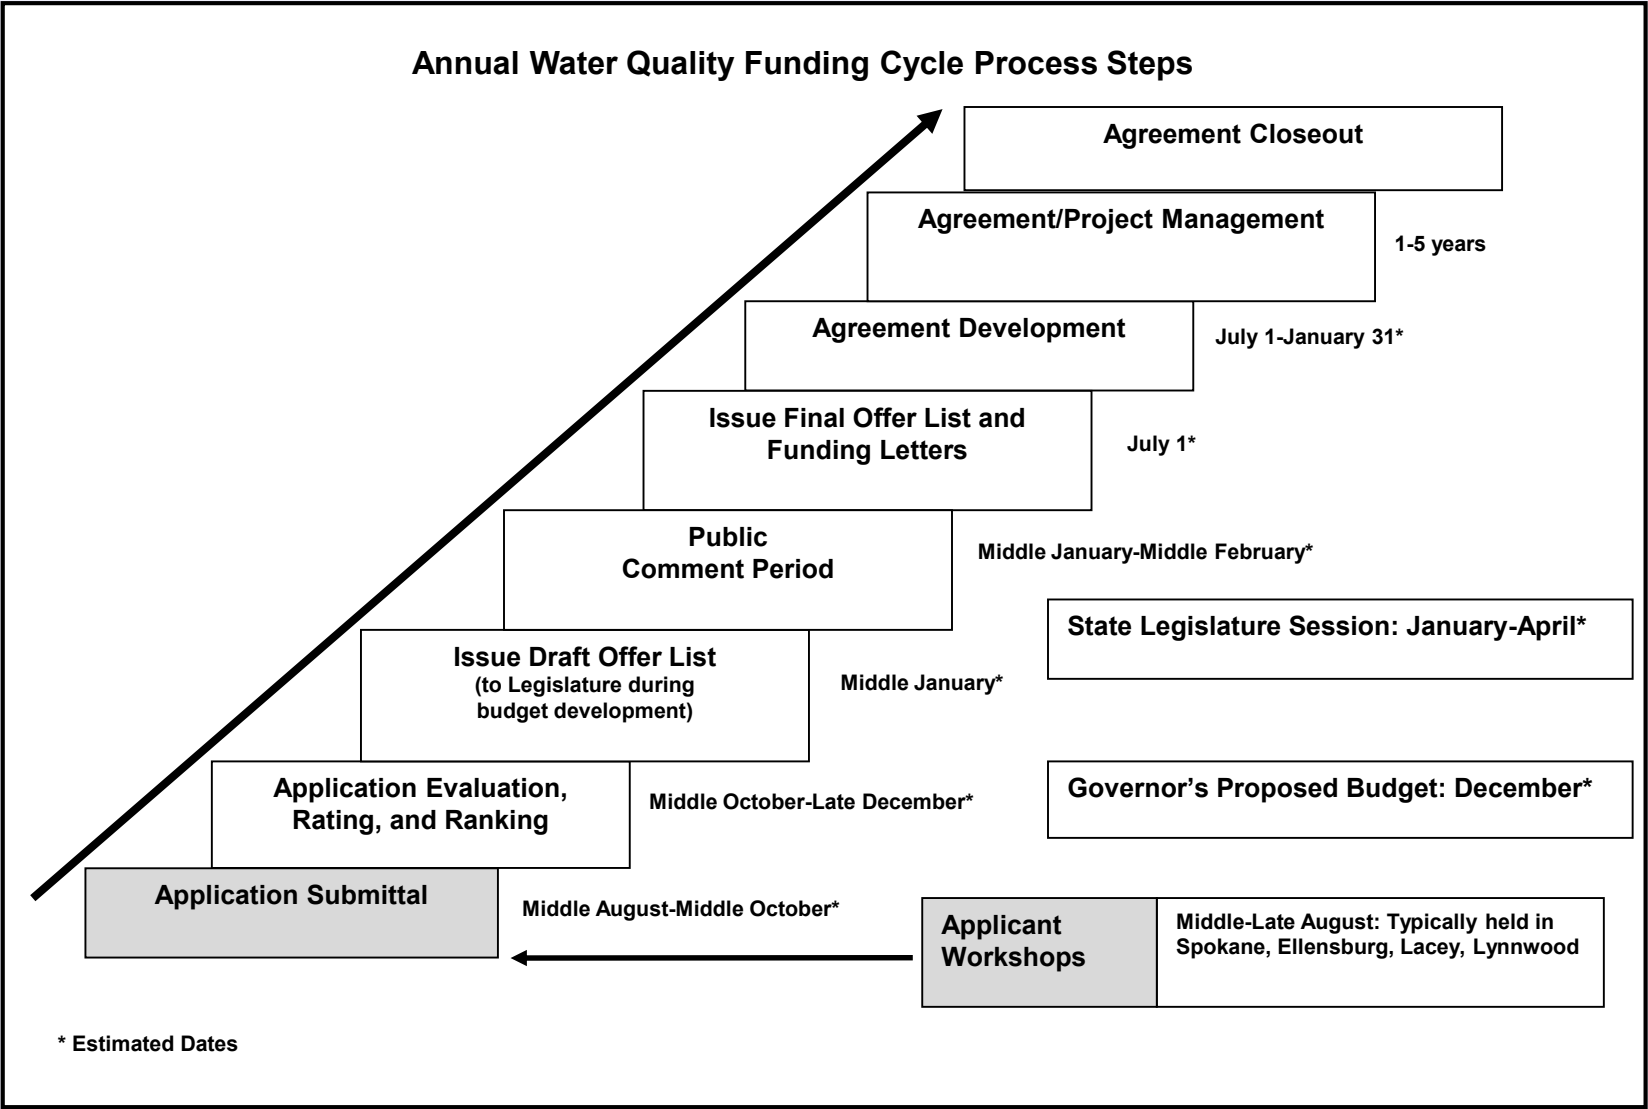 Annual Water Quality Funding Cycle Process Steps
Agreement Closeout
Agreement/Project Management
1-5 years
Agreement Development
July 1-January 31*
Issue Final Offer List and
Funding Letters
July 1*
Public
Comment Period
Middle January-Middle February*
State Legislature Session: January-April*
Issue Draft Offer List
(to Legislature during
budget development)
Middle January*
Application Evaluation,
Rating, and Ranking
Middle October-Late December*
Governor’s Proposed Budget: December*
Application Submittal
Middle August-Middle October*
Applicant
Workshops
Middle-Late August: Typically held in
Spokane, Ellensburg, Lacey, Lynnwood
* Estimated Dates